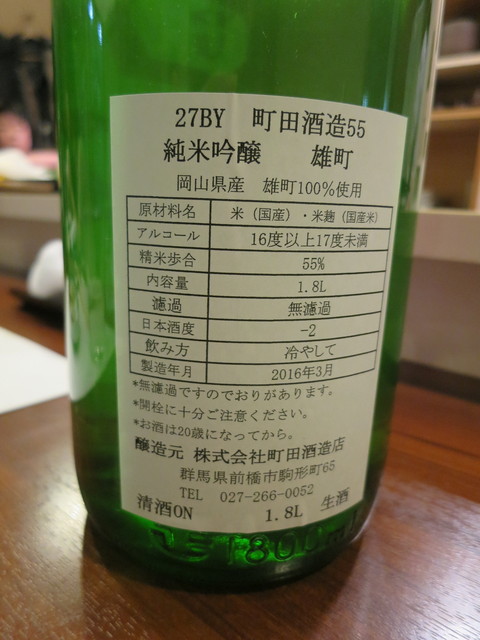 27BY 町田酒造55
純米吟醸 雄町
岡山県産 雄町100%使用
原材料名 米（国産）・米麹（国産米）
アルコール 16度以上17度未満
精米歩合 55%
内容量 1.8L
濾過 無濾過
日本酒度 -2
飲み方 冷やして
製造年月 2016年3月
*無濾過ですのでおりがあります。
*開栓に十分ご注意ください。
*お酒は20歳になってから。
醸造元 株式会社町田酒造店
群馬県前橋市駒形町65
TEL 027-266-0052
清酒ON 1.8L 生酒
1800ml